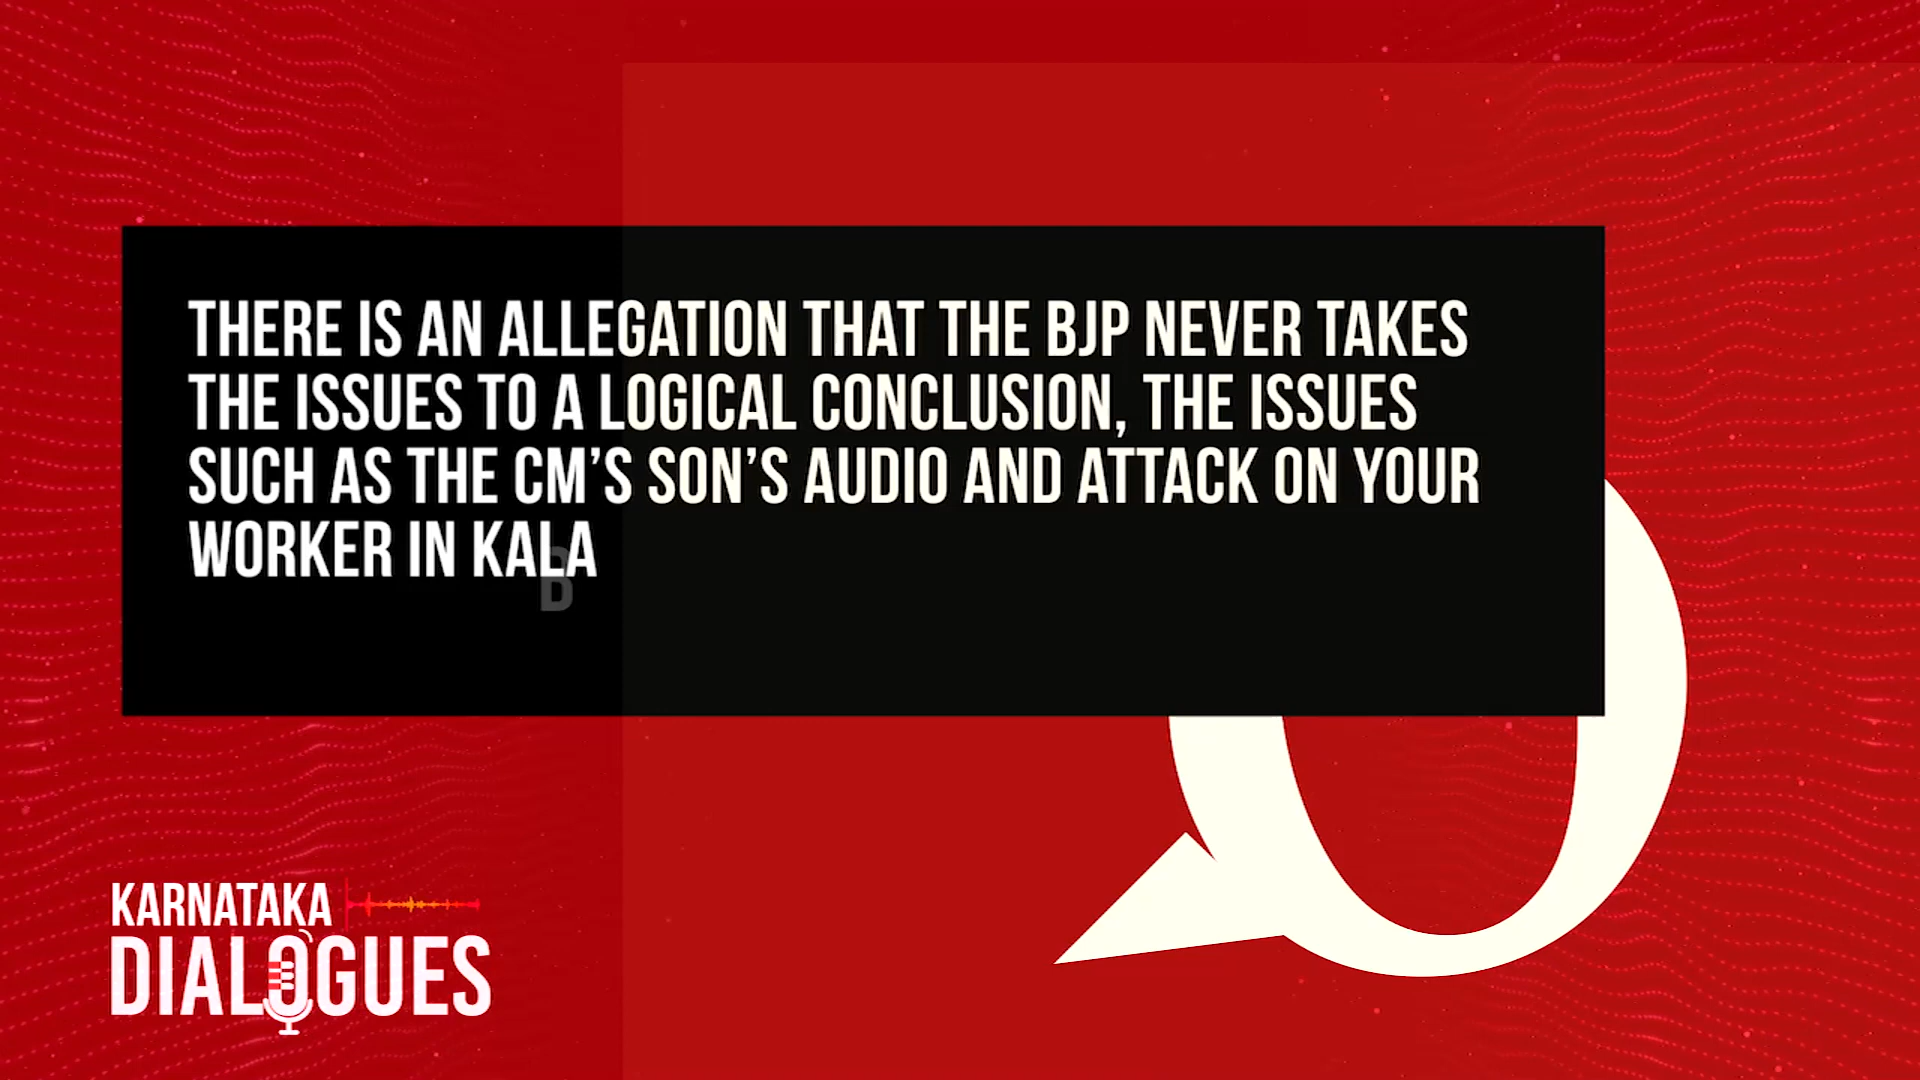 THERE IS AN ALLEGATION THAT THE BJP NEVER TAKES
THE ISSUES TO A LOGICAL CONCLUSION, THE ISSUES
SUCH AS THE CM’S SON’S AUDIO AND ATTACK ON YOUR
WORKER IN KALAB
KARNATAKA
DIALOGUES